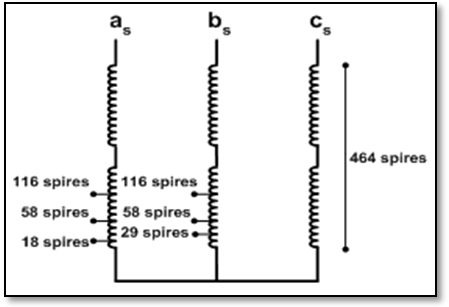 as bs cs
464 spires
116 spires 116 spires
58 spires 58 spires
18 spires 29 spires